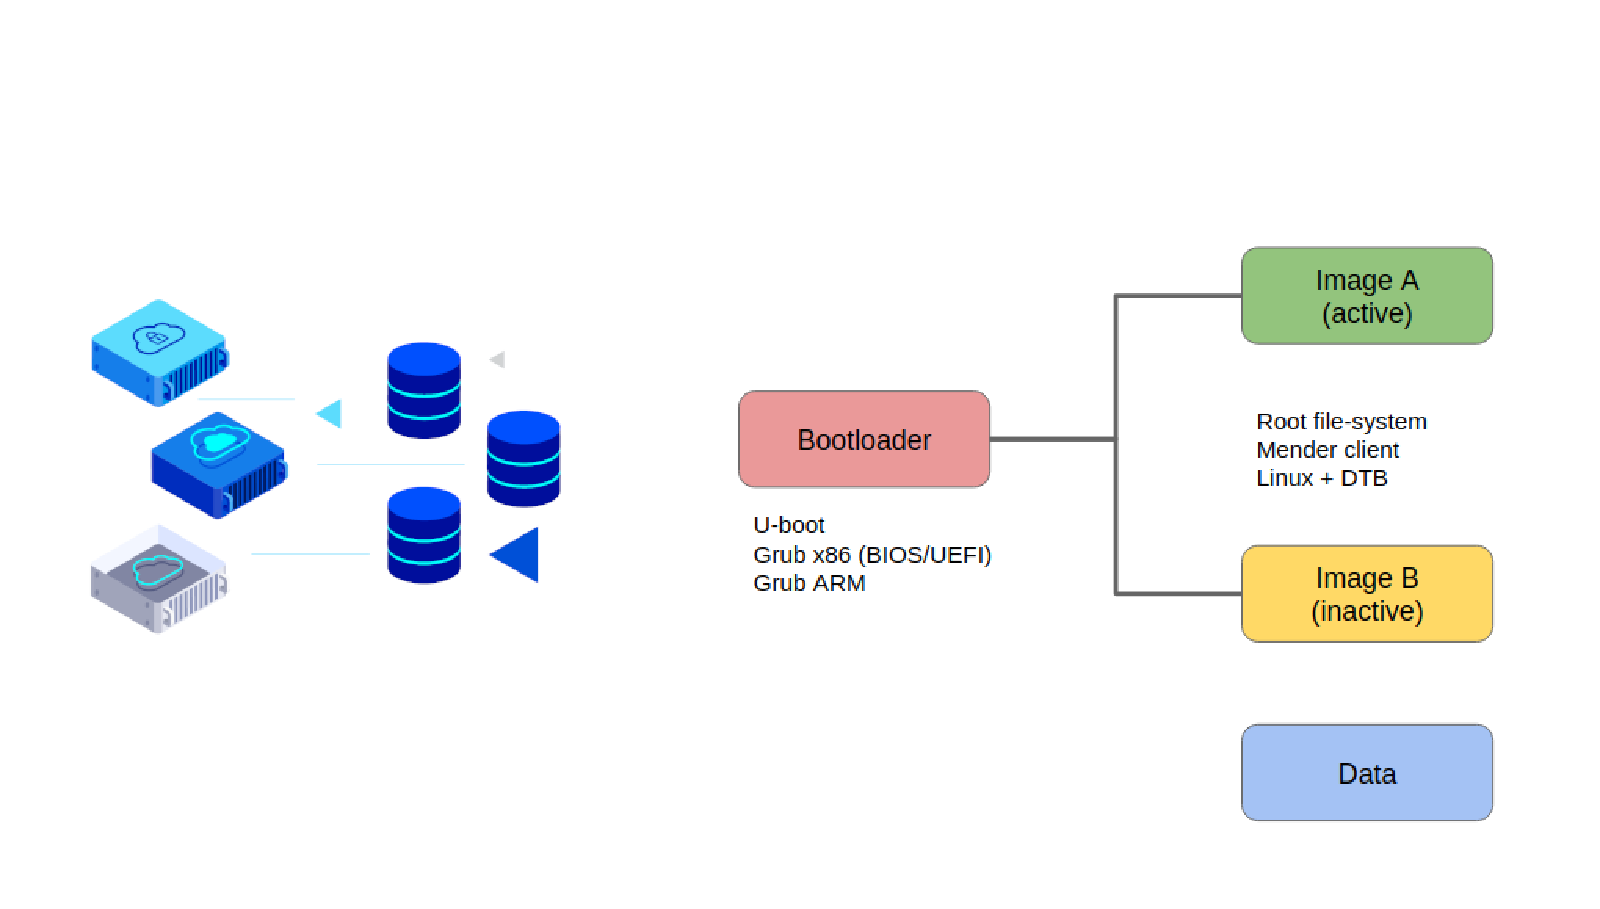 Bootloader
U-boot
Grub x86 (BIOS/UEFI)
Grub ARM
Image A
(active)
Root file-system
Mender client
Linux + DTB
Image B
(inactive)
Data